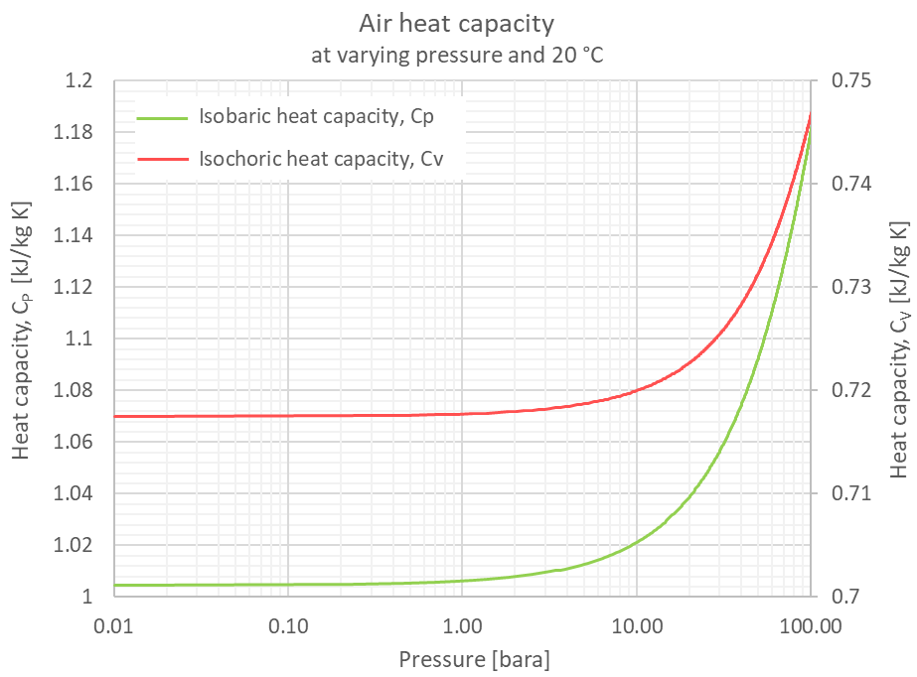 Air heat capacity
at varying pressure and 20 °C
Isobaric heat capacity, Cp
Isochoric heat capacity, Cv
Heat capacity, CP [kJ/kg K]
1.2
1.18
1.16
1.14
1.12
1.1
1.08
1.06
1.04
1.02
1
0.75
0.74
0.73
0.72
0.71
0.7
Heat capacity, CV [kJ/kg K]
0.01 0.10 1.00 10.00 100.00
Pressure [bara]